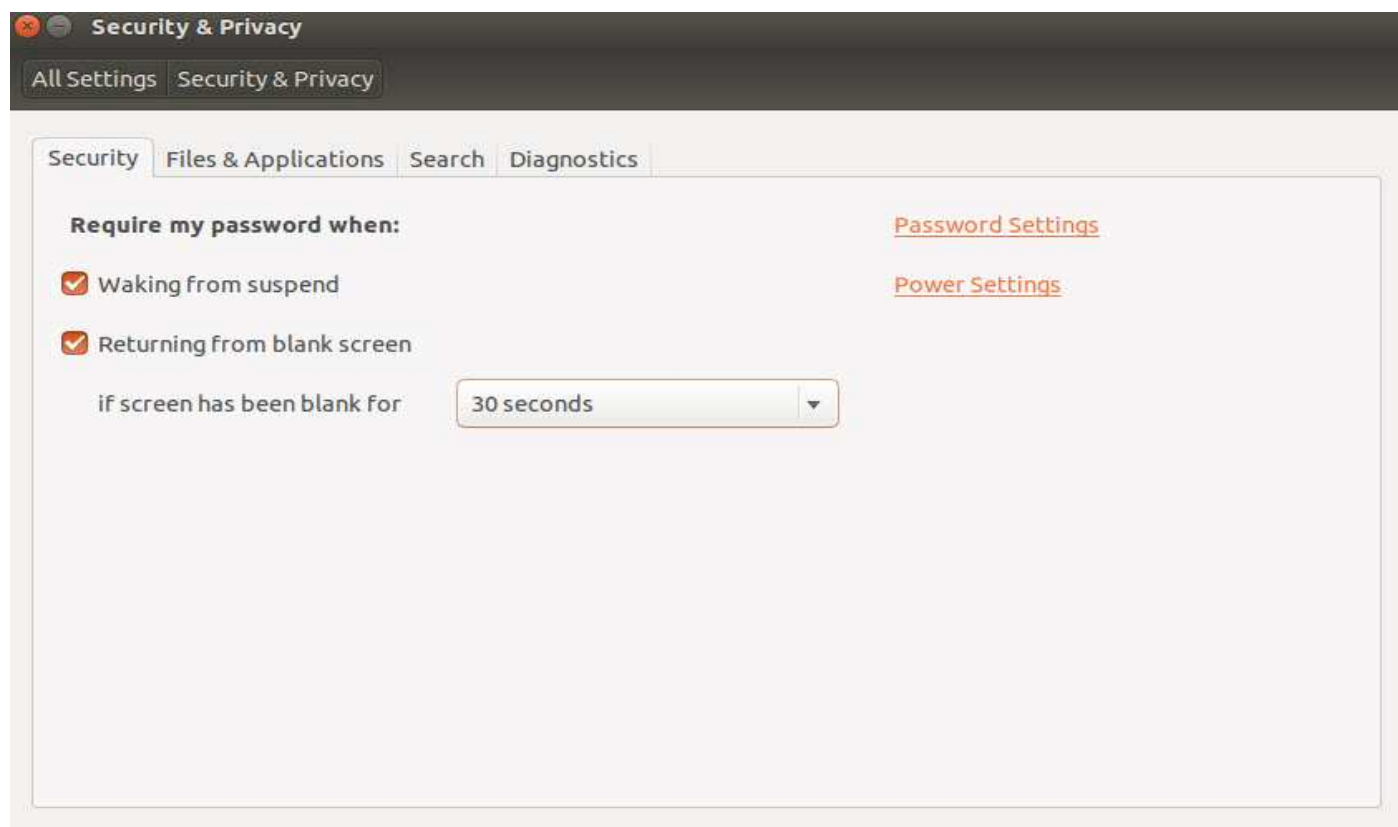 Security & Privacy
All Settings Security & Privacy
Security Files & Applications Search Diagnostics
Require my password when: Password Settings
Waking from suspend Power Settings
Returning from blank screen
if screen has been blank for 30 seconds